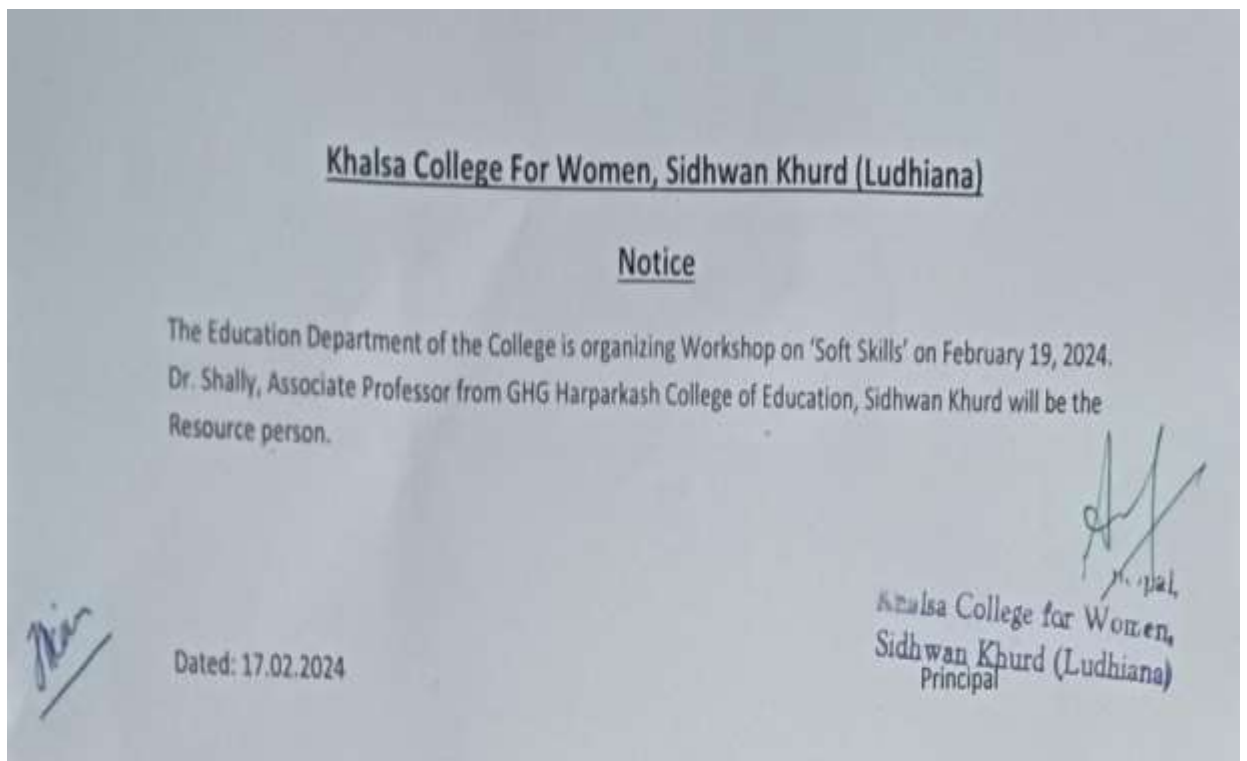 Khalsa College For Women, Sidhwan Khurd (Ludhiana)
Notice
The Education Department of the College is organizing Workshop on 'Soft Skills' on February 19, 2024.
Dr. Shally, Associate Professor from GHG Harparkash College of Education, Sidhwan Khurd will be the
Resource person.
Khalsa College for Women,
Sidhwan Khurd (Ludhiana)
Dated: 17.02.2024
Principal